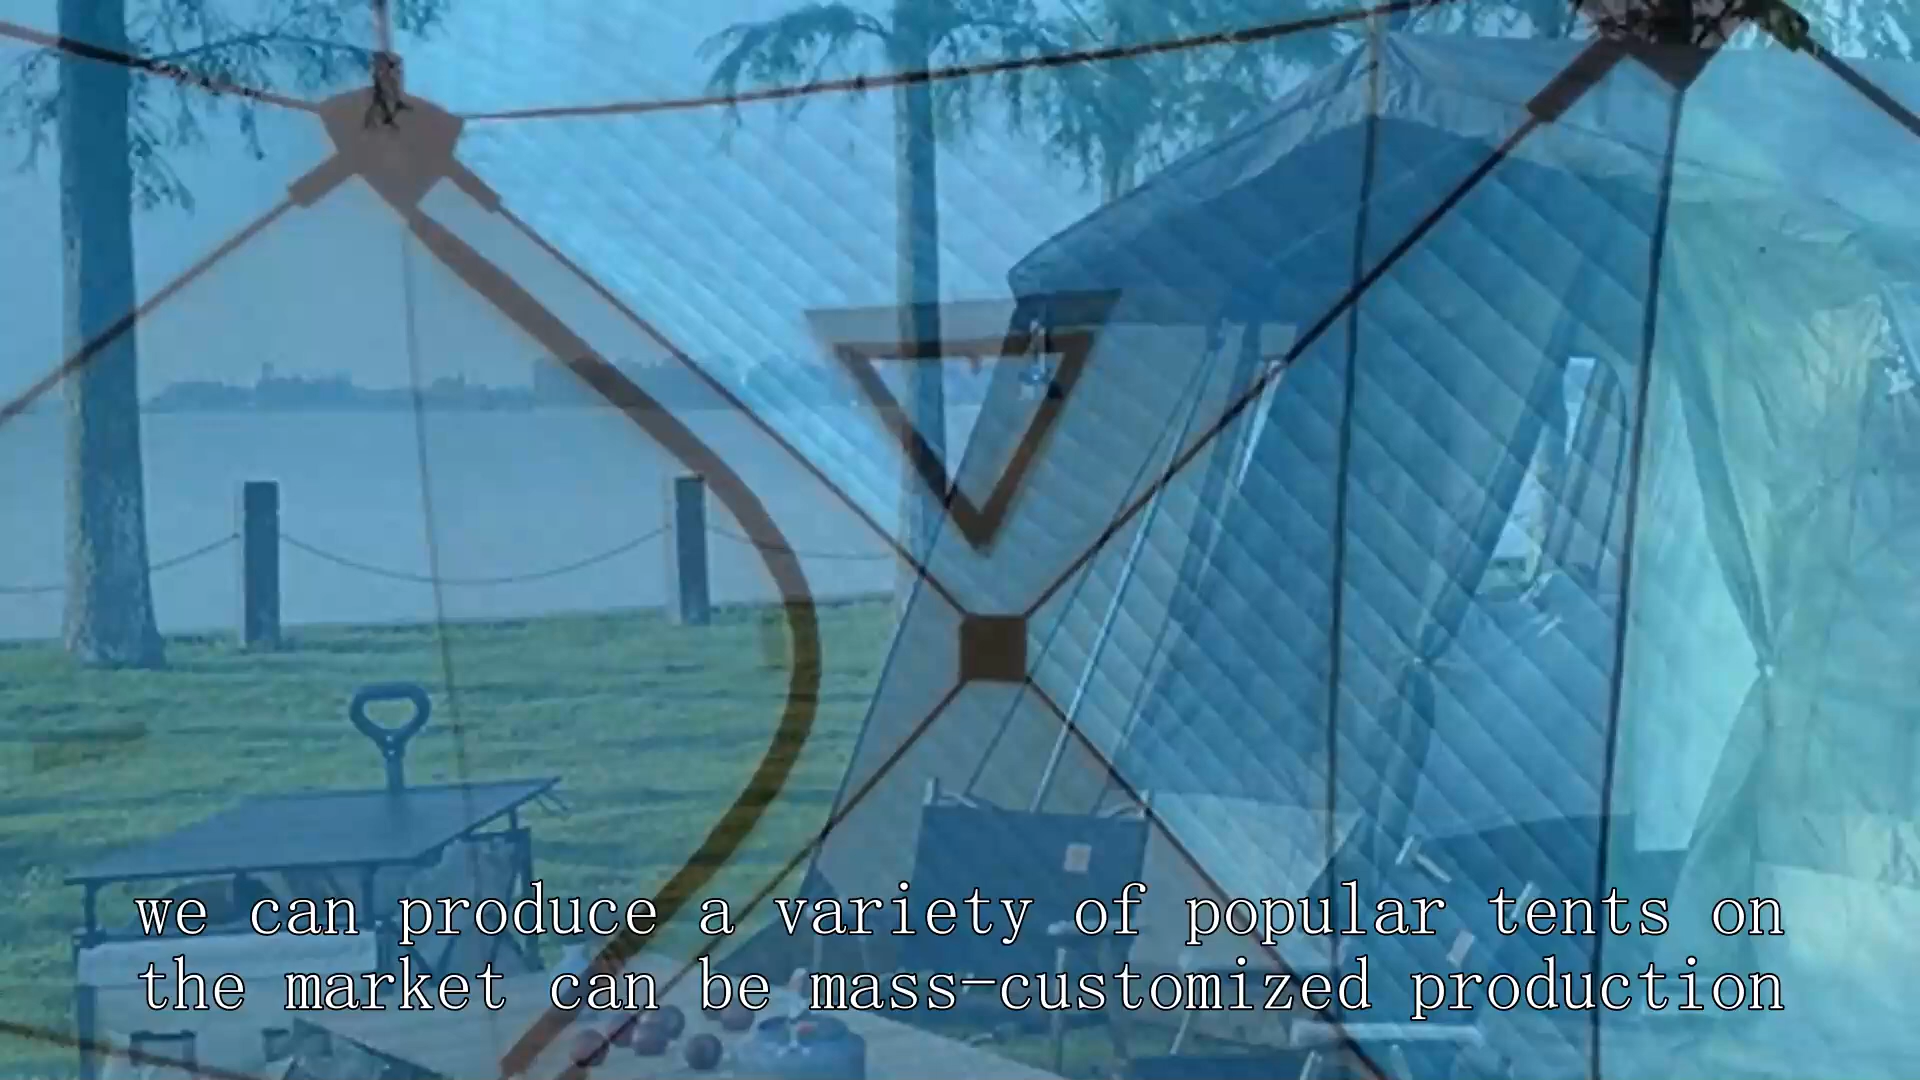 we can produce a variety of popular tents on
the market can be mass-customized production